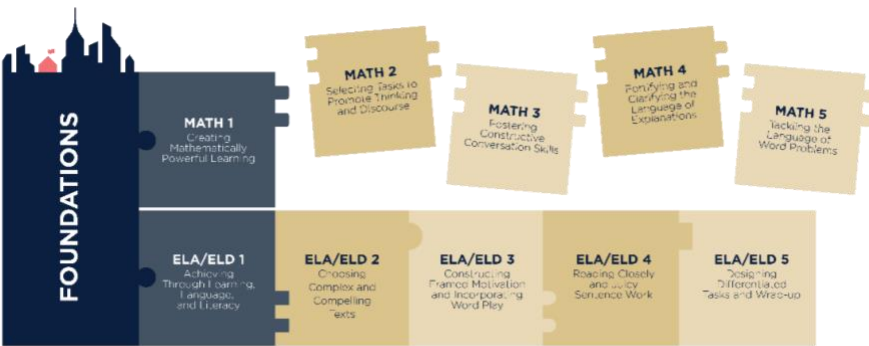 FOUNDATIONS
MATH 1
Creating
Mathematically
Powerful Learning
MATH 2
Selecting Tasks to
Promote Thinking
and Discourse
MATH 3
Fostering
Constructive
Conversation Skills
MATH 4
Fortifying and
Clarifying the
Language of
Explanations
MATH 5
Tackling the
Language of
Word Problems
ELA/ELD 1
Achieving
Through Learning,
Language,
and Literacy
ELA/ELD 2
Choosing
Complex and
Compelling
Texts
ELA/ELD 3
Constructing
Framed Motivation
and Incorporating
Word Play
ELA/ELD 4
Reading Closely
and Juicy
Sentence Work
ELA/ELD 5
Designing
Differentiated
Tasks and Wrap-up